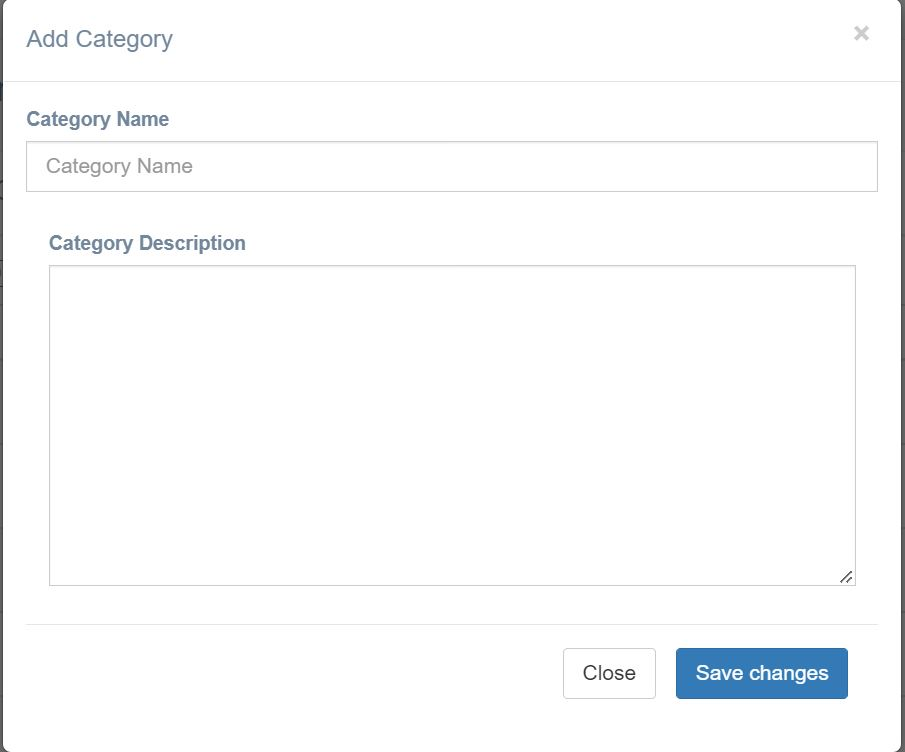 Add Category
×
Category Name
Category Name
Category Description
Close
Save changes